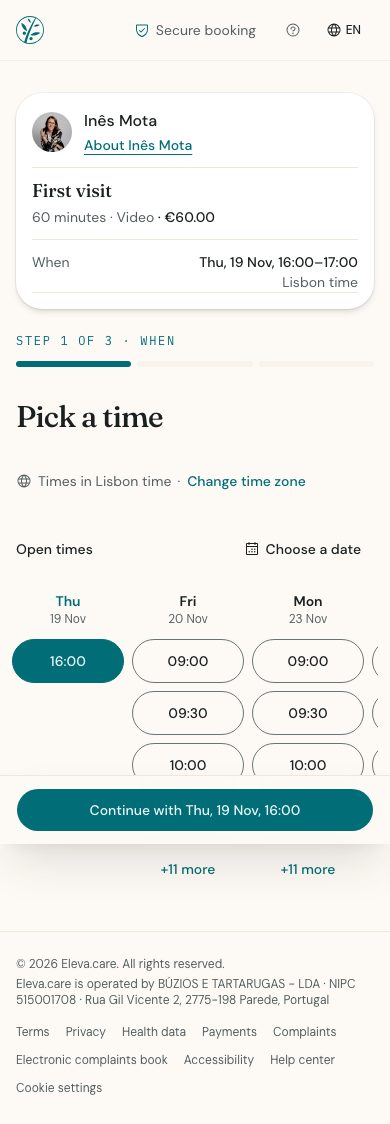 Secure booking
EN
Inês Mota
About Inês Mota
First visit
60 minutes · Video · €60.00
When
Thu, 19 Nov, 16:00–17:00
Lisbon time
STEP 1 OF 3 · WHEN
Pick a time
Times in Lisbon time · Change time zone
Open times
Choose a date
Thu Fri Mon
19 Nov 20 Nov 23 Nov
16:00 09:00 09:00
09:30 09:30
10:00 10:00
Continue with Thu, 19 Nov, 16:00
+11 more +11 more
© 2026 Eleva.care. All rights reserved.
Eleva.care is operated by BÚZIOS E TARTARUGAS – LDA · NIPC
515001708 · Rua Gil Vicente 2, 2775-198 Parede, Portugal
Terms Privacy Health data Payments Complaints
Electronic complaints book Accessibility Help center
Cookie settings